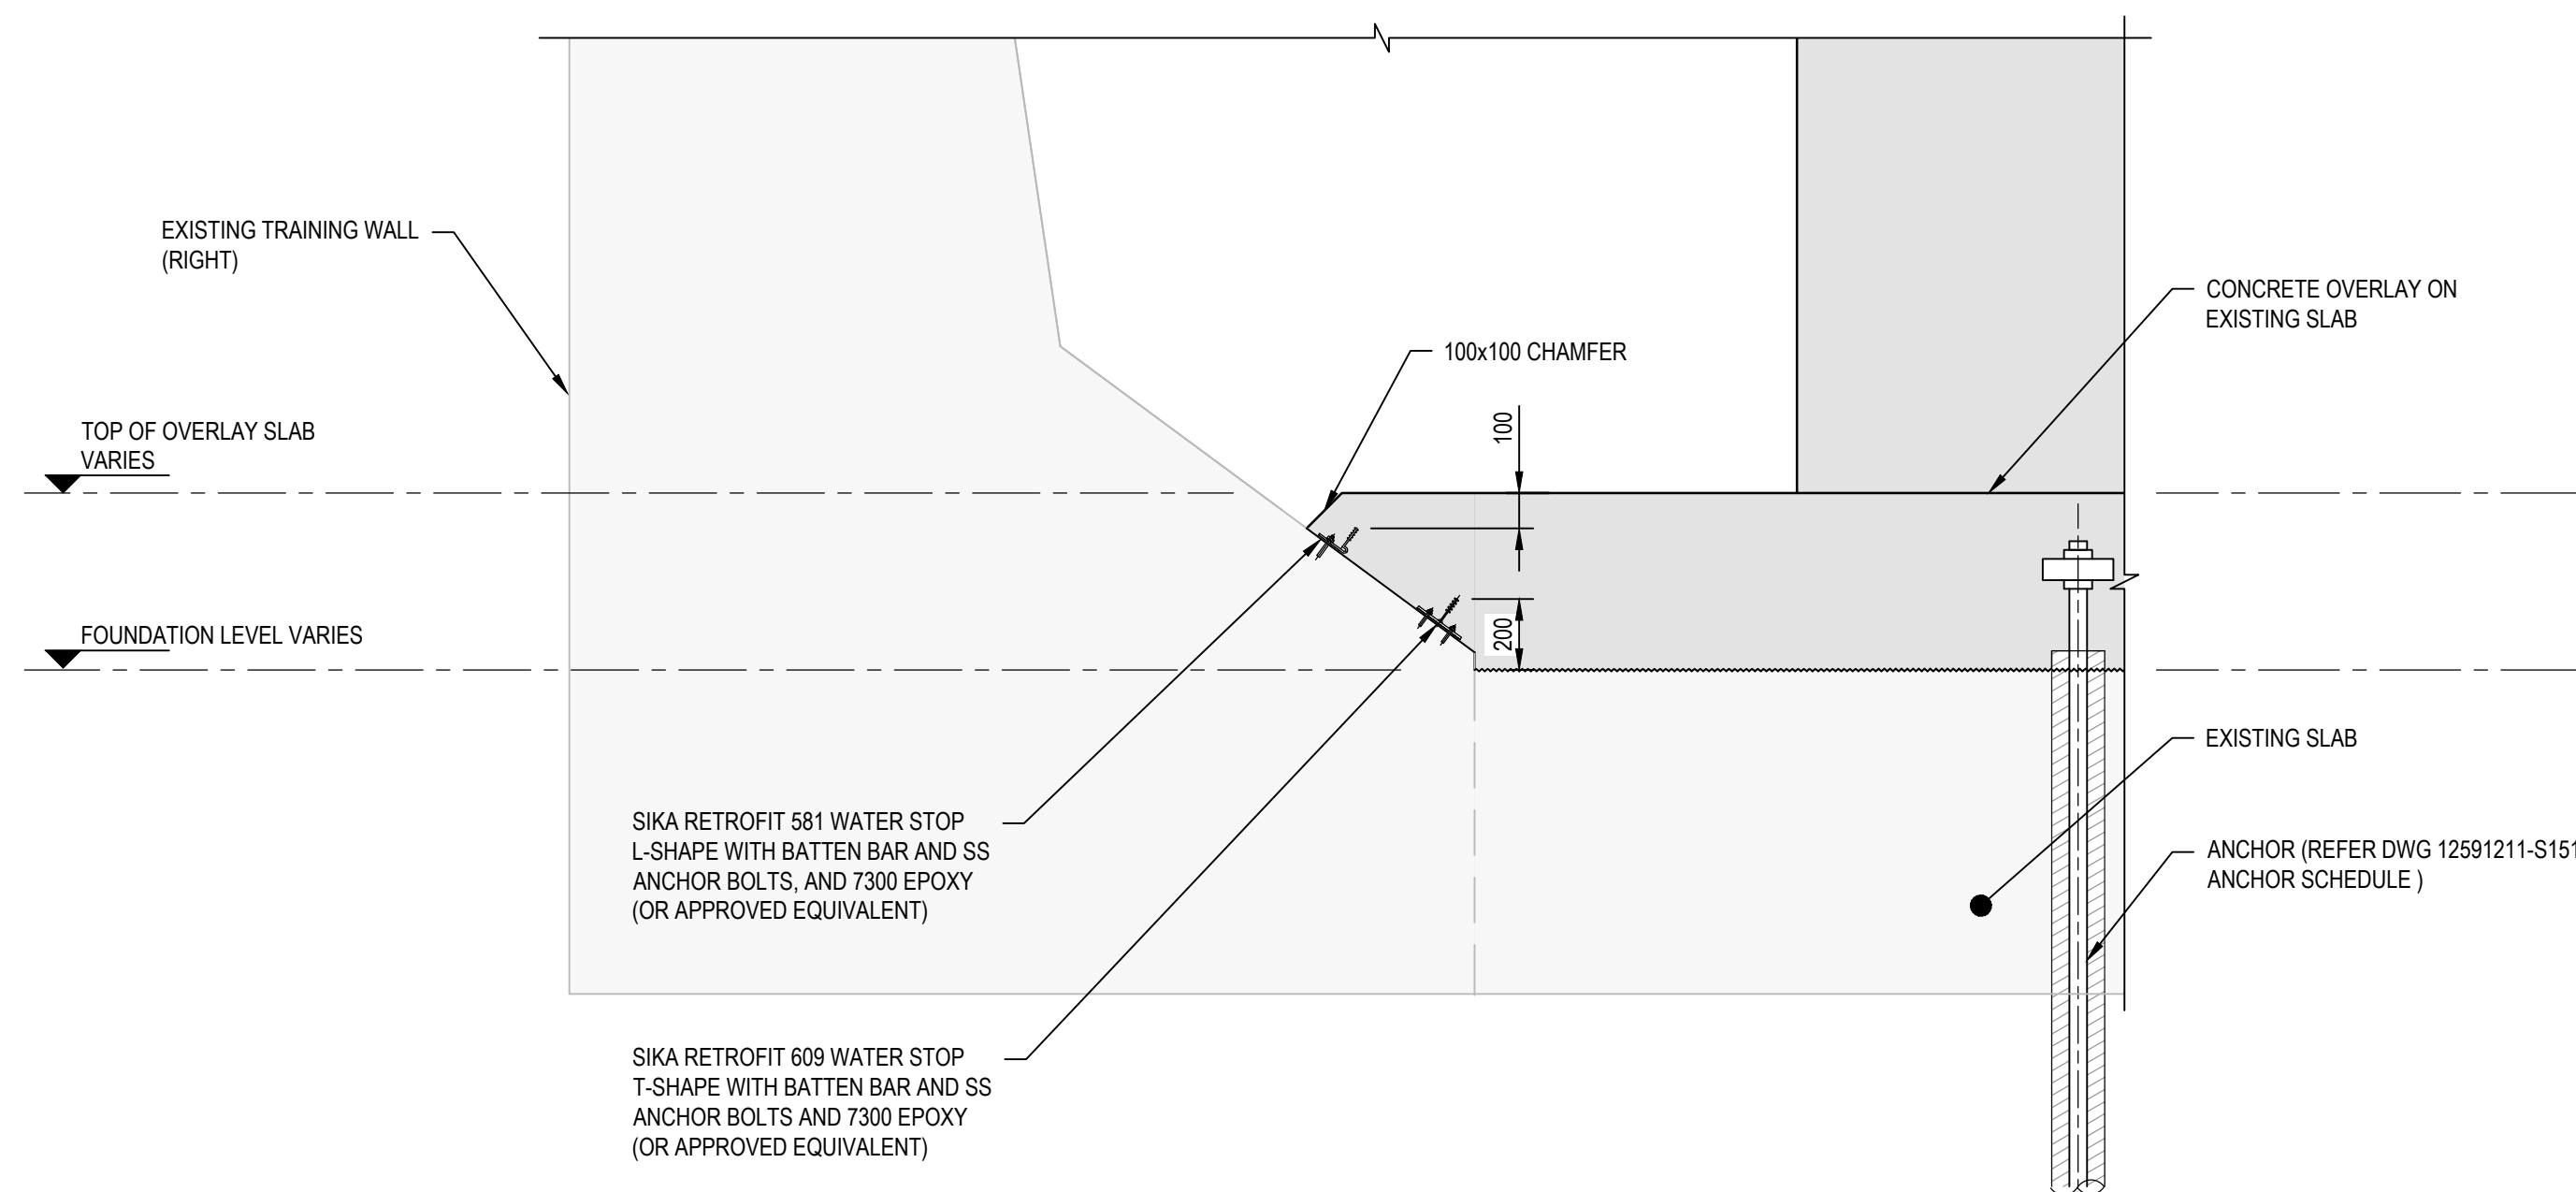 EXISTING TRAINING WALL
(RIGHT)
CONCRETE OVERLAY ON
EXISTING SLAB
100x100 CHAMFER
100
TOP OF OVERLAY SLAB
VARIES
200
FOUNDATION LEVEL VARIES
EXISTING SLAB
SIKA RETROFIT 581 WATER STOP
L-SHAPE WITH BATTEN BAR AND SS
ANCHOR BOLTS, AND 7300 EPOXY
(OR APPROVED EQUIVALENT)
ANCHOR (REFER DWG 12591211-S151
ANCHOR SCHEDULE )
SIKA RETROFIT 609 WATER STOP
T-SHAPE WITH BATTEN BAR AND SS
ANCHOR BOLTS AND 7300 EPOXY
(OR APPROVED EQUIVALENT)